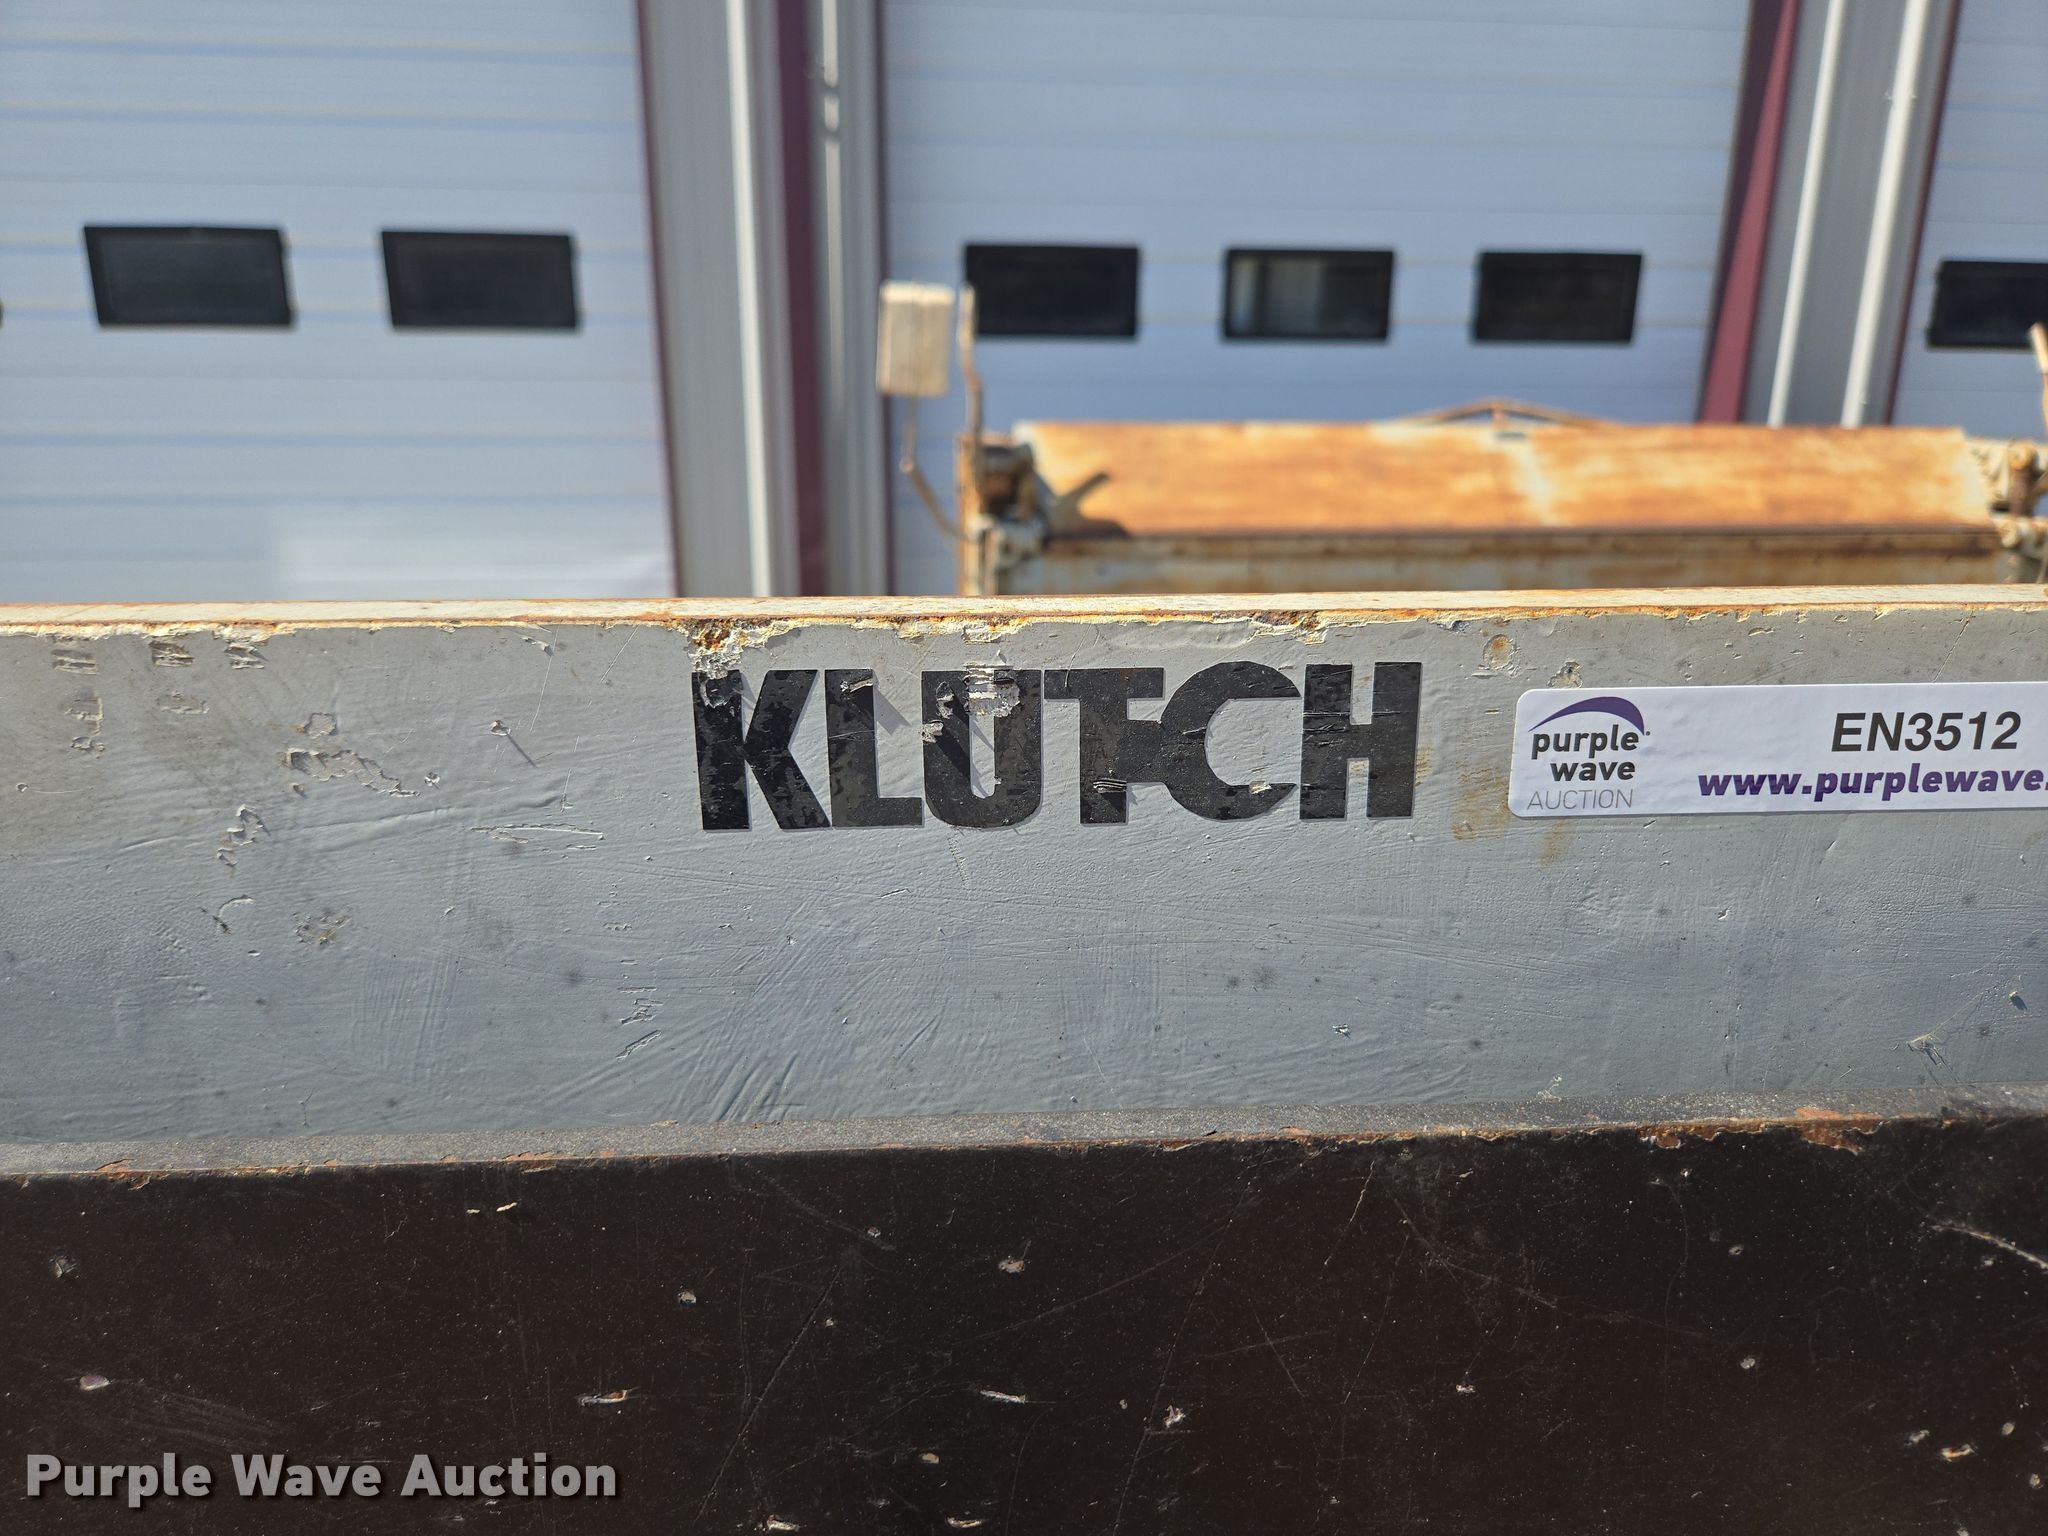 KLUTCH
purple
wave
AUCTION
EN3512
www.purplewave.
Purple Wave Auction